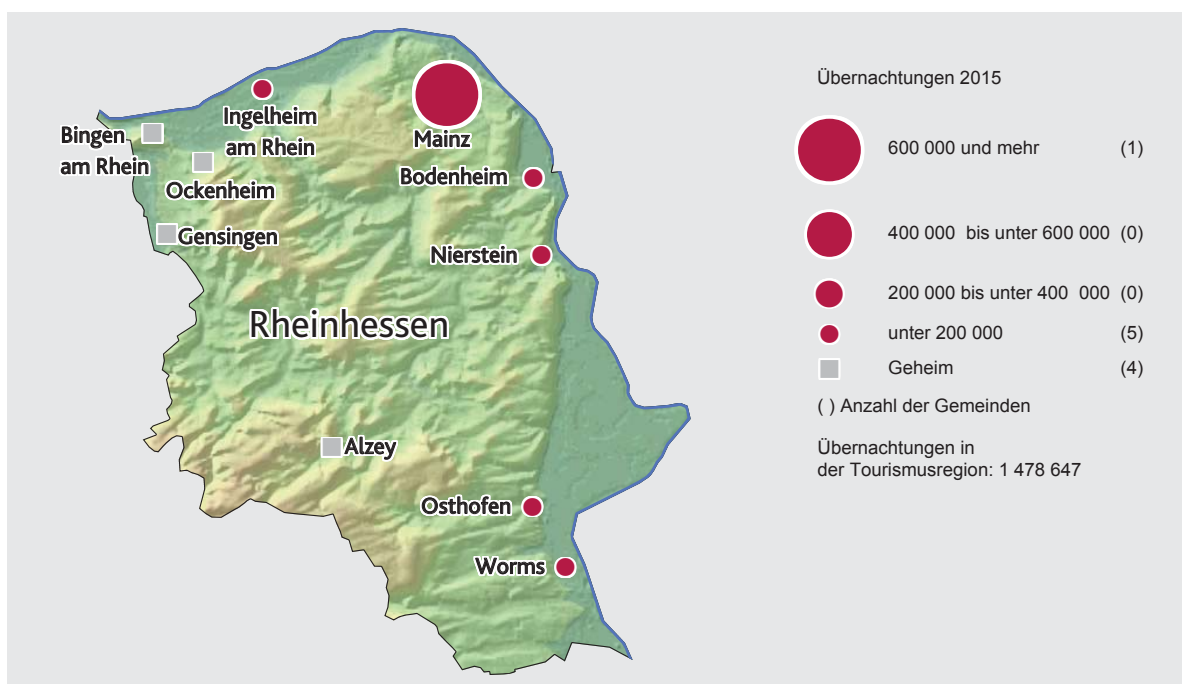 Ingelheim
am Rhein
Mainz
Bingen
am Rhein
Ockenheim
Bodenheim
Gensingen
Nierstein
Rheinhessen
Alzey
Osthofen
Worms
Übernachtungen 2015
600 000 und mehr (1)
400 000 bis unter 600 000 (0)
200 000 bis unter 400 000 (0)
unter 200 000 (5)
Geheim (4)
( ) Anzahl der Gemeinden
Übernachtungen in
der Tourismusregion: 1 478 647